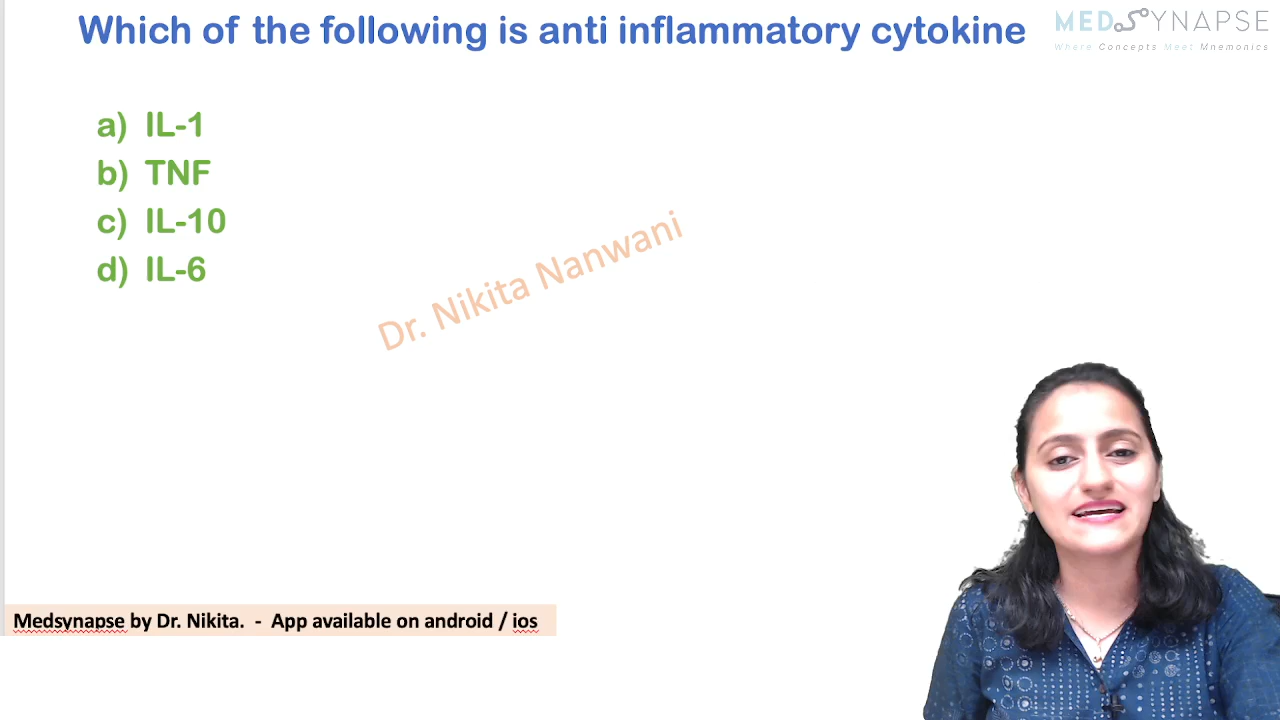 Which of the following is anti inflammatory cytokine
MEDSYNAPSE
Where Concepts Meet Mnemonics
a) IL-1
b) TNF
c) IL-10
d) IL-6
Dr. Nikita Nanwani
Medsynapse by Dr. Nikita. - App available on android / ios